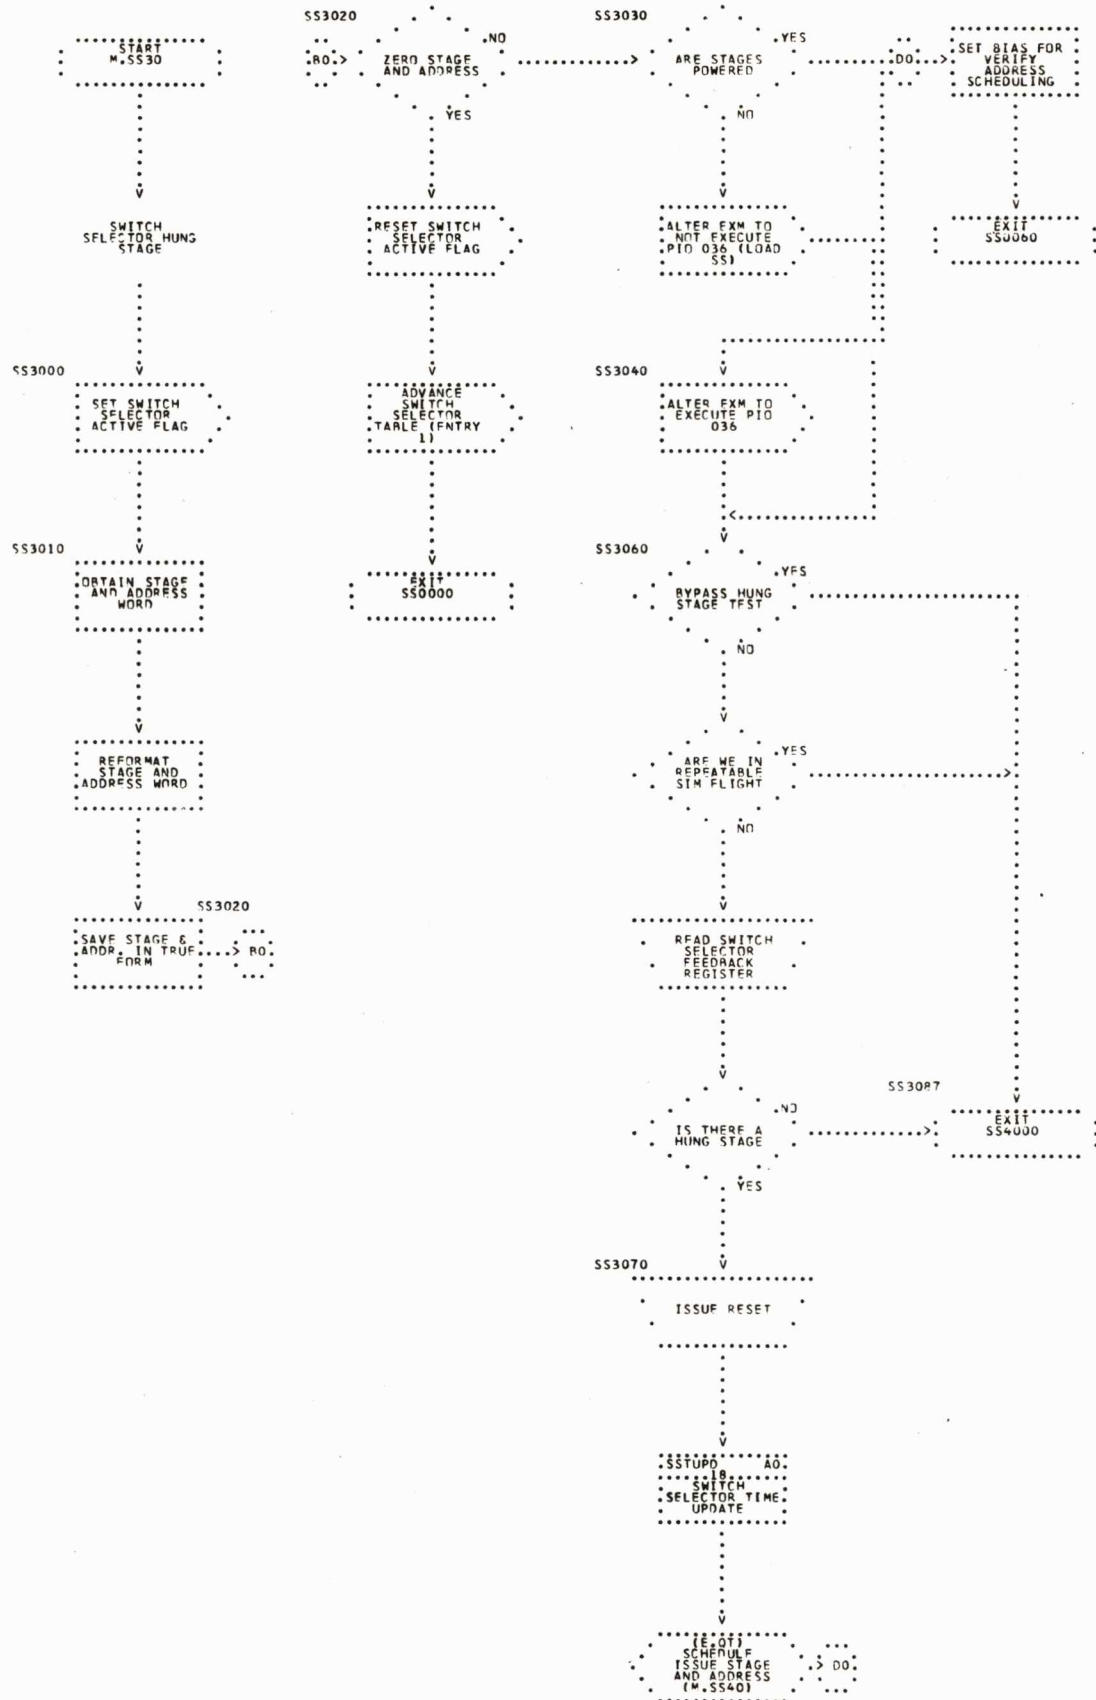 START
M.SS30
SWITCH
SELECTOR HUNG
STAGE
SS3000
SET SWITCH
SELECTOR
ACTIVE FLAG
SS3010
OBTAIN STAGE
AND ADDRESS
WORD
REFORMAT
STAGE AND
ADDRESS WORD
SS3020
SAVE STAGE &
ADDR. IN TRUE
FORM
B0
SS3020
B0
ZERO STAGE
AND ADDRESS
NO
YES
RESET SWITCH
SELECTOR
ACTIVE FLAG
ADVANCE
SWITCH
SELECTOR
TABLE (ENTRY
1)
EXIT
SS0000
SS3030
ARE STAGES
POWERED
YES
NO
ALTER EXM TO
NOT EXECUTE
PIO 036 (LOAD
SS)
SS3040
ALTER EXM TO
EXECUTE PIO
036
SS3060
BYPASS HUNG
STAGE TEST
YES
NO
ARE WE IN
REPEATABLE
SIM FLIGHT
YES
NO
READ SWITCH
SELECTOR
FEEDBACK
REGISTER
IS THERE A
HUNG STAGE
NO
YES
SS3070
ISSUE RESET
SSTUPD A0
18
SWITCH
SELECTOR TIME
UPDATE
(E.OT)
SCHEDULE
ISSUE STAGE
AND ADDRESS
(M.SS40)
D0
D0
SET BIAS FOR
VERIFY
ADDRESS
SCHEDULING
EXIT
SS0060
SS3087
EXIT
SS4000